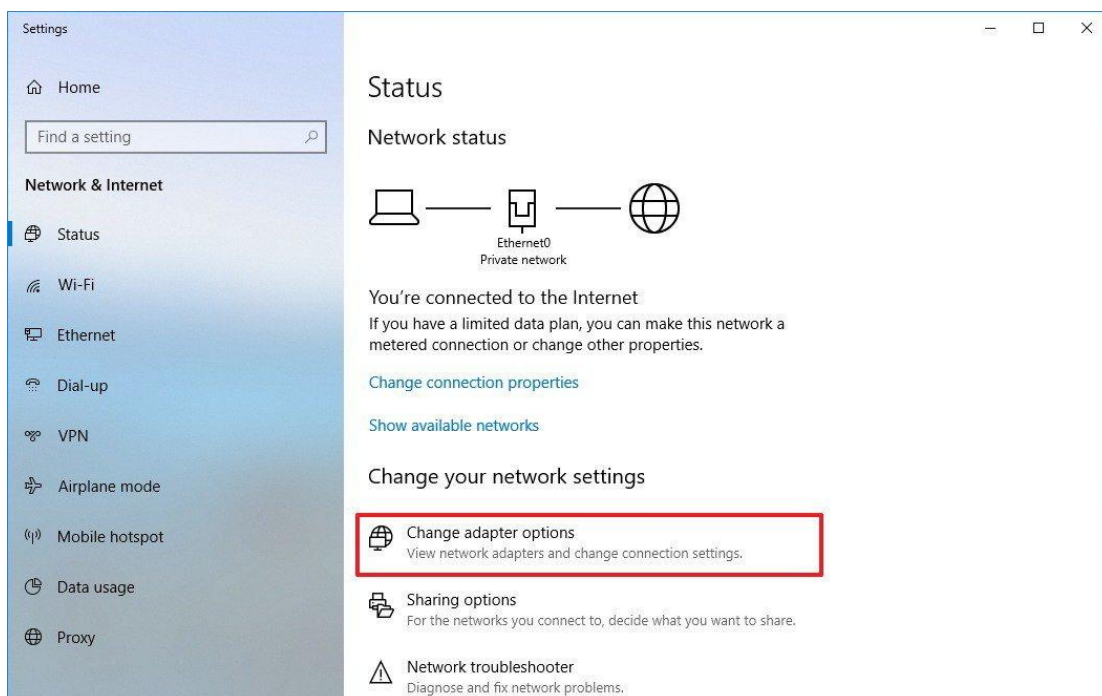 Settings
Home
Find a setting
Network & Internet
Status
Wi-Fi
Ethernet
Dial-up
VPN
Airplane mode
Mobile hotspot
Data usage
Proxy
Status
Network status
Ethernet0
Private network
You're connected to the Internet
If you have a limited data plan, you can make this network a
metered connection or change other properties.
Change connection properties
Show available networks
Change your network settings
Change adapter options
View network adapters and change connection settings.
Sharing options
For the networks you connect to, decide what you want to share.
Network troubleshooter
Diagnose and fix network problems.